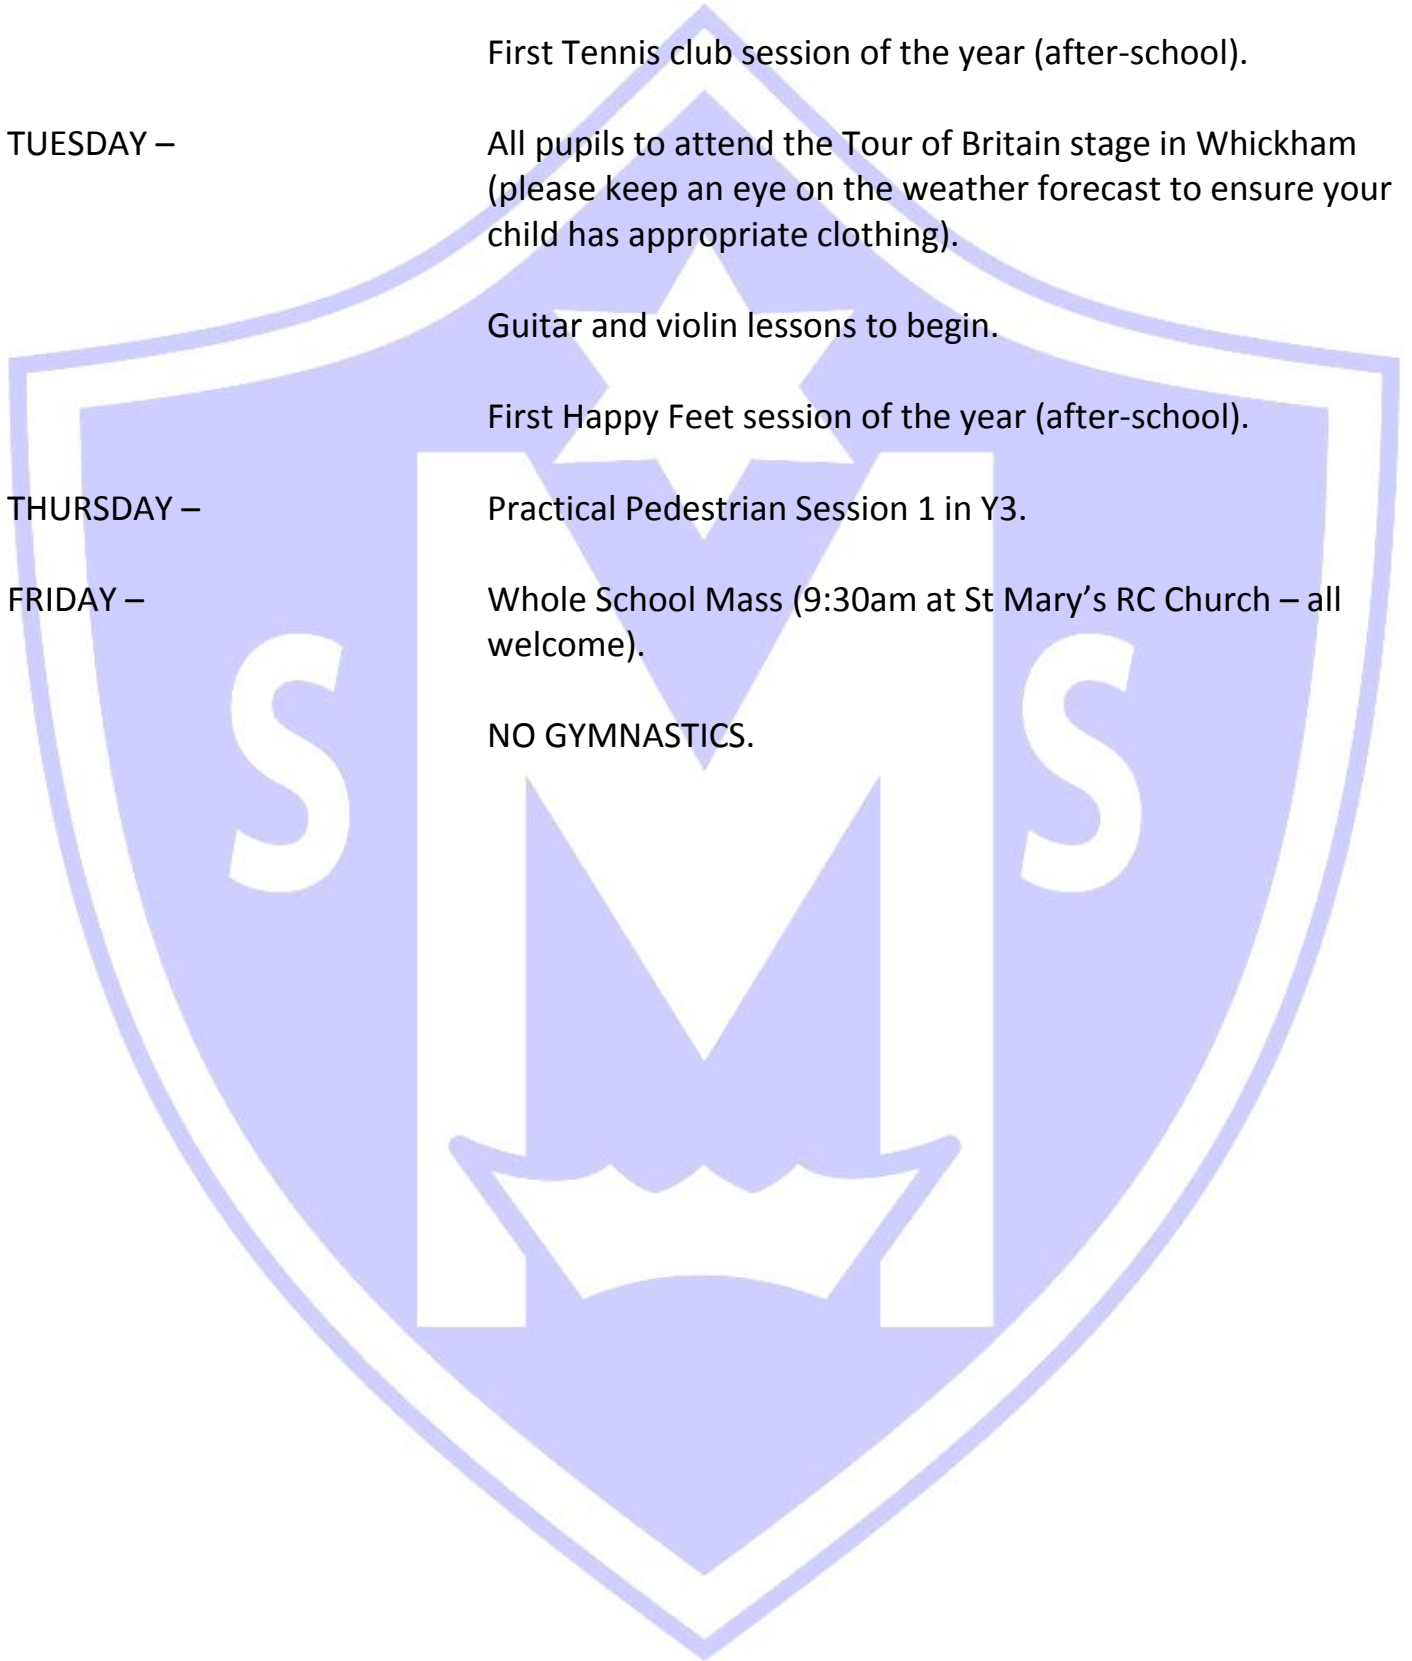 First Tennis club session of the year (after-school).
TUESDAY – All pupils to attend the Tour of Britain stage in Whickham
(please keep an eye on the weather forecast to ensure your
child has appropriate clothing).
Guitar and violin lessons to begin.
First Happy Feet session of the year (after-school).
THURSDAY – Practical Pedestrian Session 1 in Y3.
FRIDAY – Whole School Mass (9:30am at St Mary’s RC Church – all
welcome).
NO GYMNASTICS.
S M S